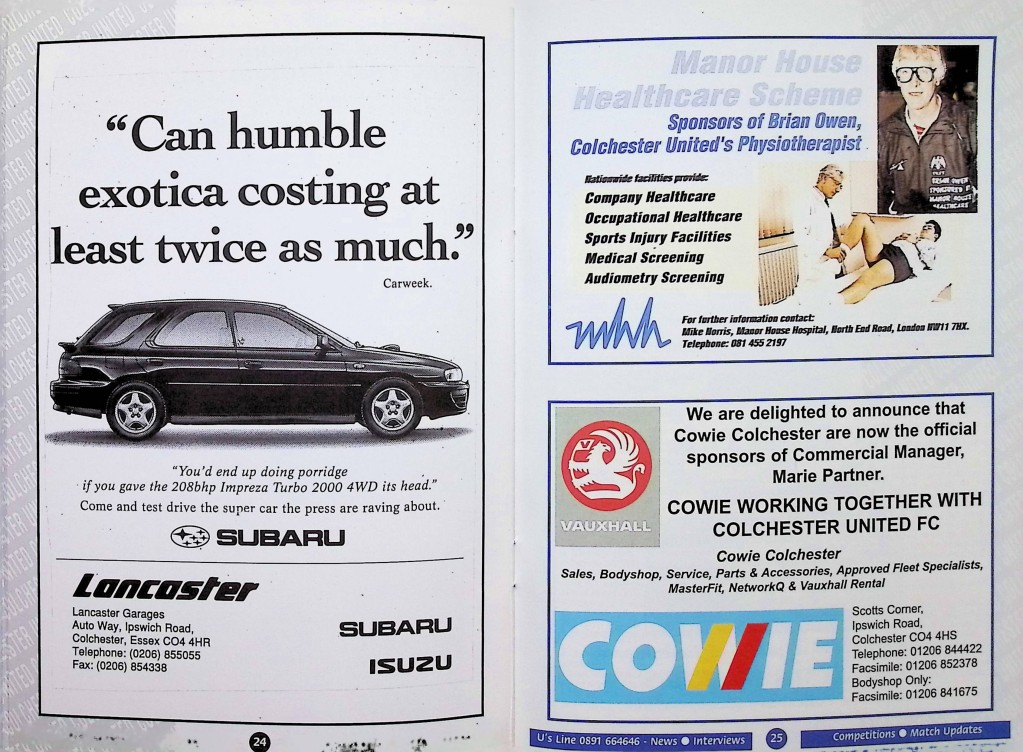 “Can humble
exotica costing at
least twice as much.”
Carweek.
“You'd end up doing porridge
if you gave the 208bhp Impreza Turbo 2000 4WD its head.”
Come and test drive the super car the press are raving about.
SUBARU
Lancaster
Lancaster Garages
Auto Way, Ipswich Road,
Colchester, Essex CO4 4HR
Telephone: (0206) 855055
Fax: (0206) 854338
SUBARU
ISUZU
24
Manor House
Healthcare Scheme
Sponsors of Brian Owen,
Colchester United's Physiotherapist
BRIAN OWEN
SPONSORED
MANOR HOUSE
HEALTHCARE
Nationwide facilities provide:
Company Healthcare
Occupational Healthcare
Sports Injury Facilities
Medical Screening
Audiometry Screening
mhh
For further information contact:
Mike Norris, Manor House Hospital, North End Road, London NW11 7HX.
Telephone: 081 455 2197
VAUXHALL
We are delighted to announce that
Cowie Colchester are now the official
sponsors of Commercial Manager,
Marie Partner.
COWIE WORKING TOGETHER WITH
COLCHESTER UNITED FC
Cowie Colchester
Sales, Bodyshop, Service, Parts & Accessories, Approved Fleet Specialists,
MasterFit, NetworkQ & Vauxhall Rental
COWIE
Scotts Corner,
Ipswich Road,
Colchester CO4 4HS
Telephone: 01206 844422
Facsimile: 01206 852378
Bodyshop Only:
Facsimile: 01206 841675
U's Line 0891 664646 - News ● Interviews
25
Competitions ● Match Updates